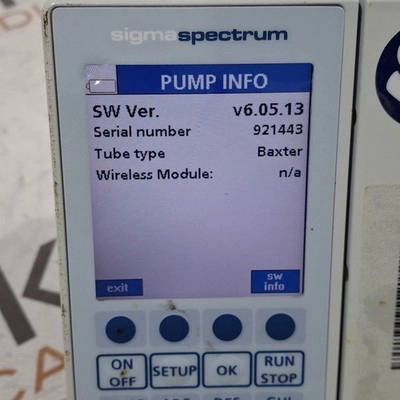 sigmaspectrum
PUMP INFO
SW Ver. v6.05.13
Serial number 921443
Tube type Baxter
Wireless Module: n/a
exit
sw
info
ON
OFF
SETUP
OK
RUN
STOP